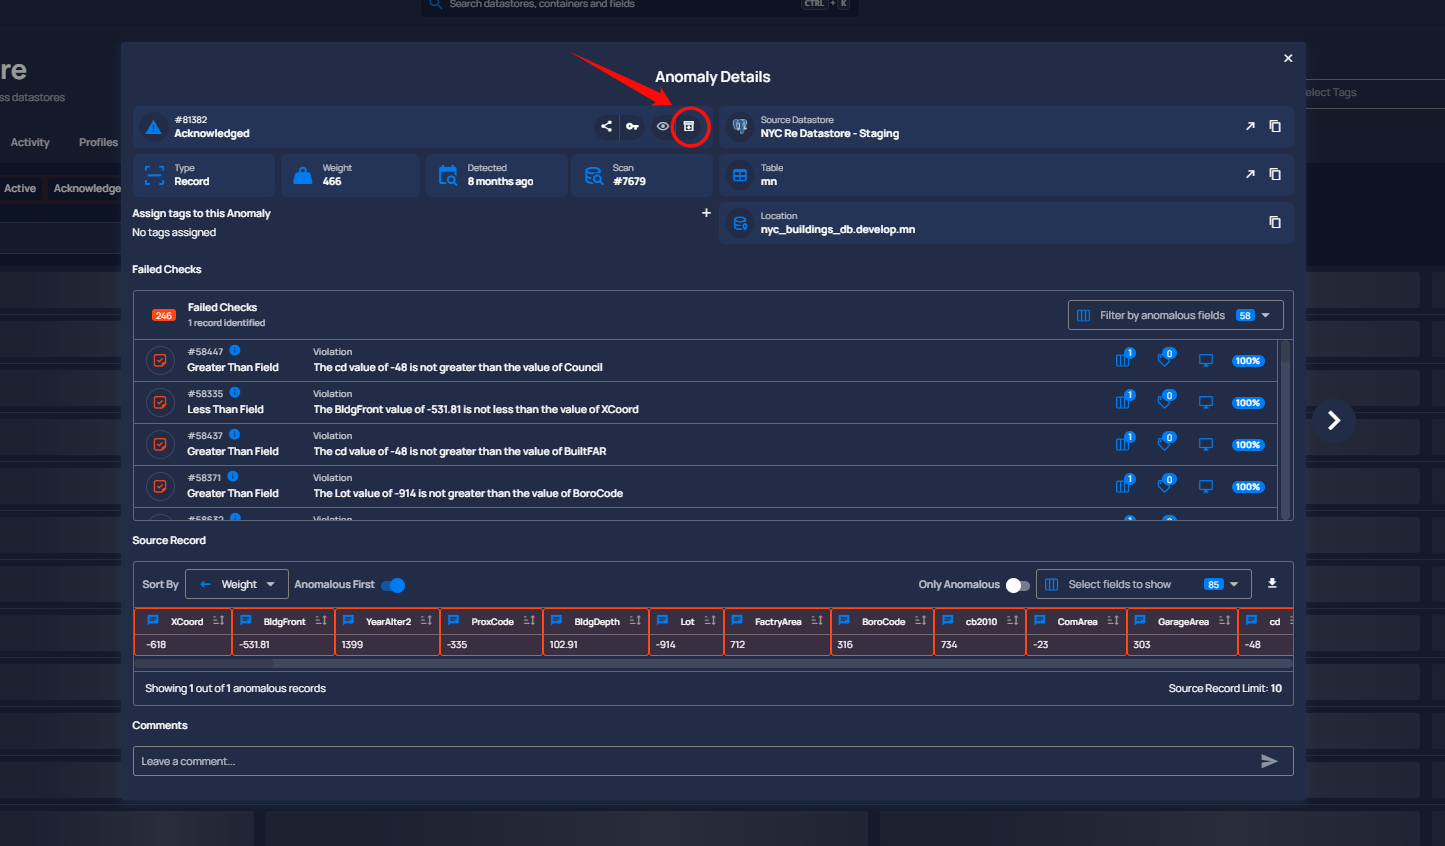 Search datastores, containers and fields CTRL + K
re
ss datastores
elect Tags
Activity Profiles
Active Acknowledge
Anomaly Details
#81382
Acknowledged
Source Datastore
NYC Re Datastore - Staging
Type
Record
Weight
466
Detected
8 months ago
Scan
#7679
Table
mn
Assign tags to this Anomaly
No tags assigned
Location
nyc_buildings_db.develop.mn
Failed Checks
246
Failed Checks
1 record identified
Filter by anomalous fields 58
#58447
Greater Than Field
Violation
The cd value of -48 is not greater than the value of Council
1 0 100%
#58335
Less Than Field
Violation
The BldgFront value of -531.81 is not less than the value of XCoord
1 0 100%
#58437
Greater Than Field
Violation
The cd value of -48 is not greater than the value of BuiltFAR
1 0 100%
#58371
Greater Than Field
Violation
The Lot value of -914 is not greater than the value of BoroCode
1 0 100%
#58632 Violation
Source Record
Sort By Weight Anomalous First Only Anomalous Select fields to show 85
XCoord BldgFront YearAlter2 ProxCode BldgDepth Lot FactryArea BoroCode cb2010 ComArea GarageArea cd
-618 -531.81 1399 -335 102.91 -914 712 316 734 -23 303 -48
Showing 1 out of 1 anomalous records Source Record Limit: 10
Comments
Leave a comment...